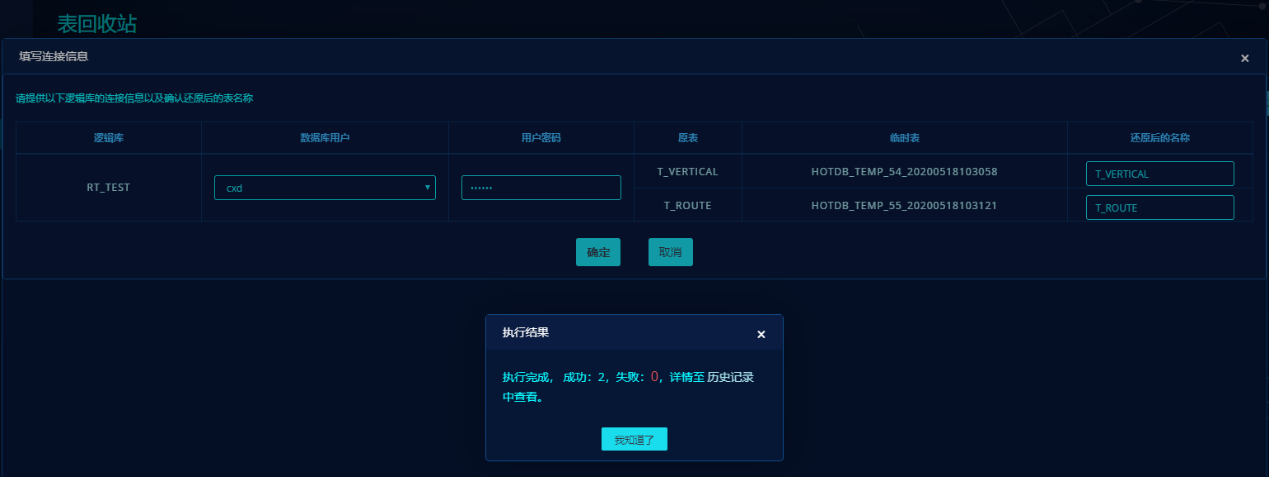 表回收站
填写连接信息 ×
请提供以下逻辑库的连接信息以及确认还原后的表名称
逻辑库 数据库用户 用户密码 原表 临时表 还原后的名称
RT_TEST cxd ······ T_VERTICAL HOTDB_TEMP_54_20200518103058 T_VERTICAL
T_ROUTE HOTDB_TEMP_55_20200518103121 T_ROUTE
确定 取消
执行结果 ×
执行完成， 成功：2，失败：0，详情至 历史记录
中查看。
我知道了